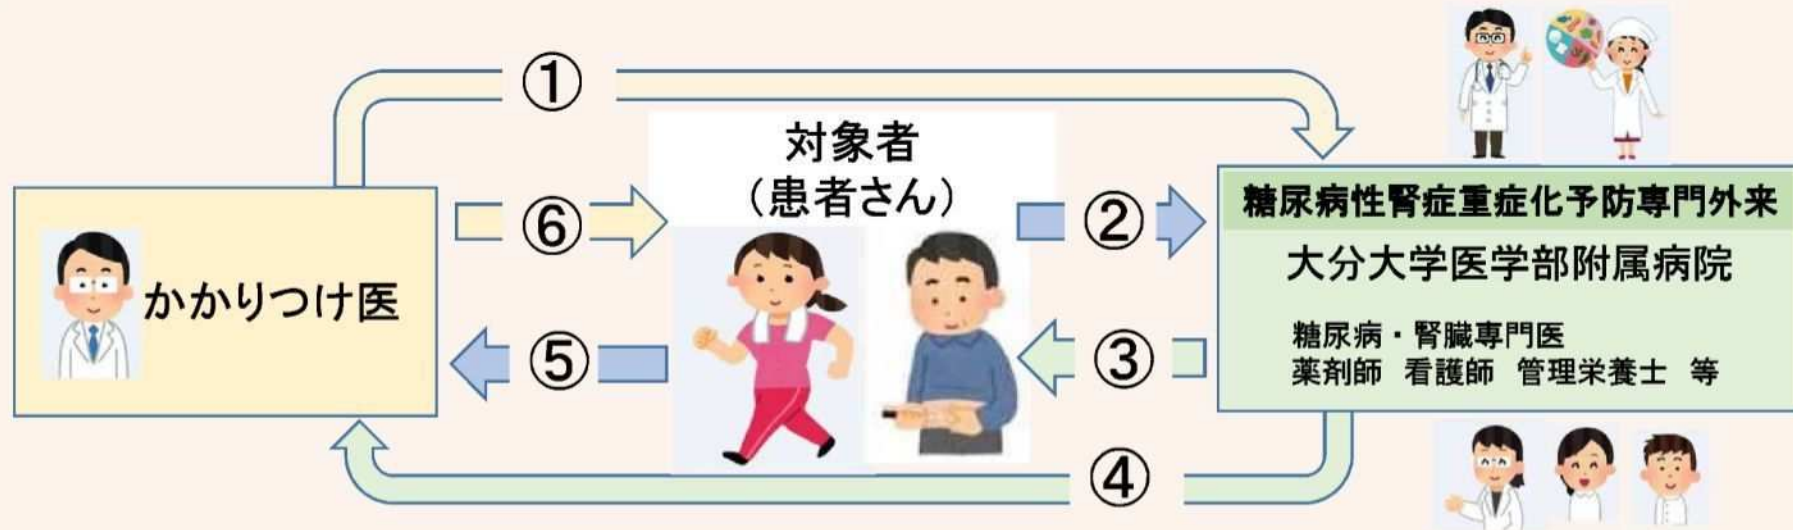 ①
対象者
（患者さん）
⑥
②
かかりつけ医
⑤
③
糖尿病性腎症重症化予防専門外来
大分大学医学部附属病院
糖尿病・腎臓専門医
薬剤師 看護師 管理栄養士 等
④